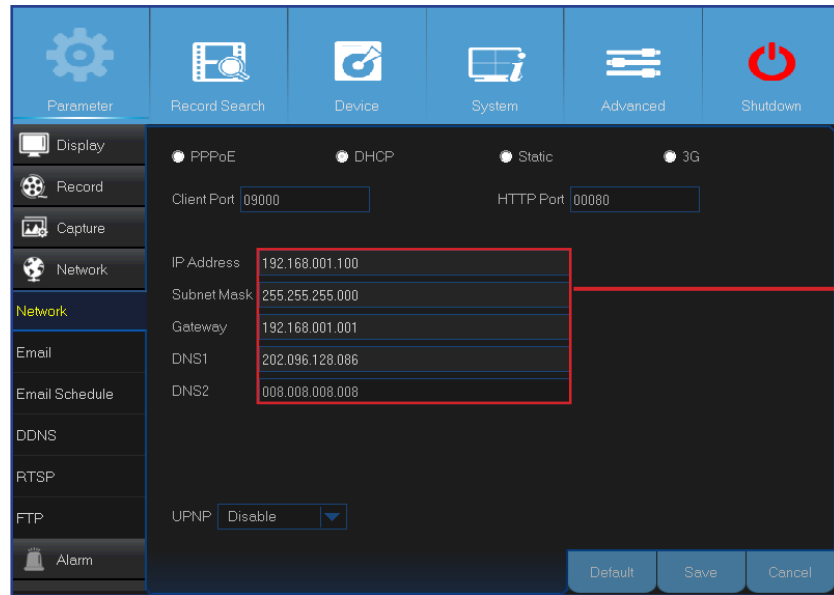 Parameter Record Search Device System Advanced Shutdown
Display
Record
Capture
Network
Network
Email
Email Schedule
DDNS
RTSP
FTP
Alarm
PPPoE DHCP Static 3G
Client Port 09000 HTTP Port 00080
IP Address 192.168.001.100
Subnet Mask 255.255.255.000
Gateway 192.168.001.001
DNS1 202.096.128.086
DNS2 008.008.008.008
UPNP Disable
Default Save Cancel